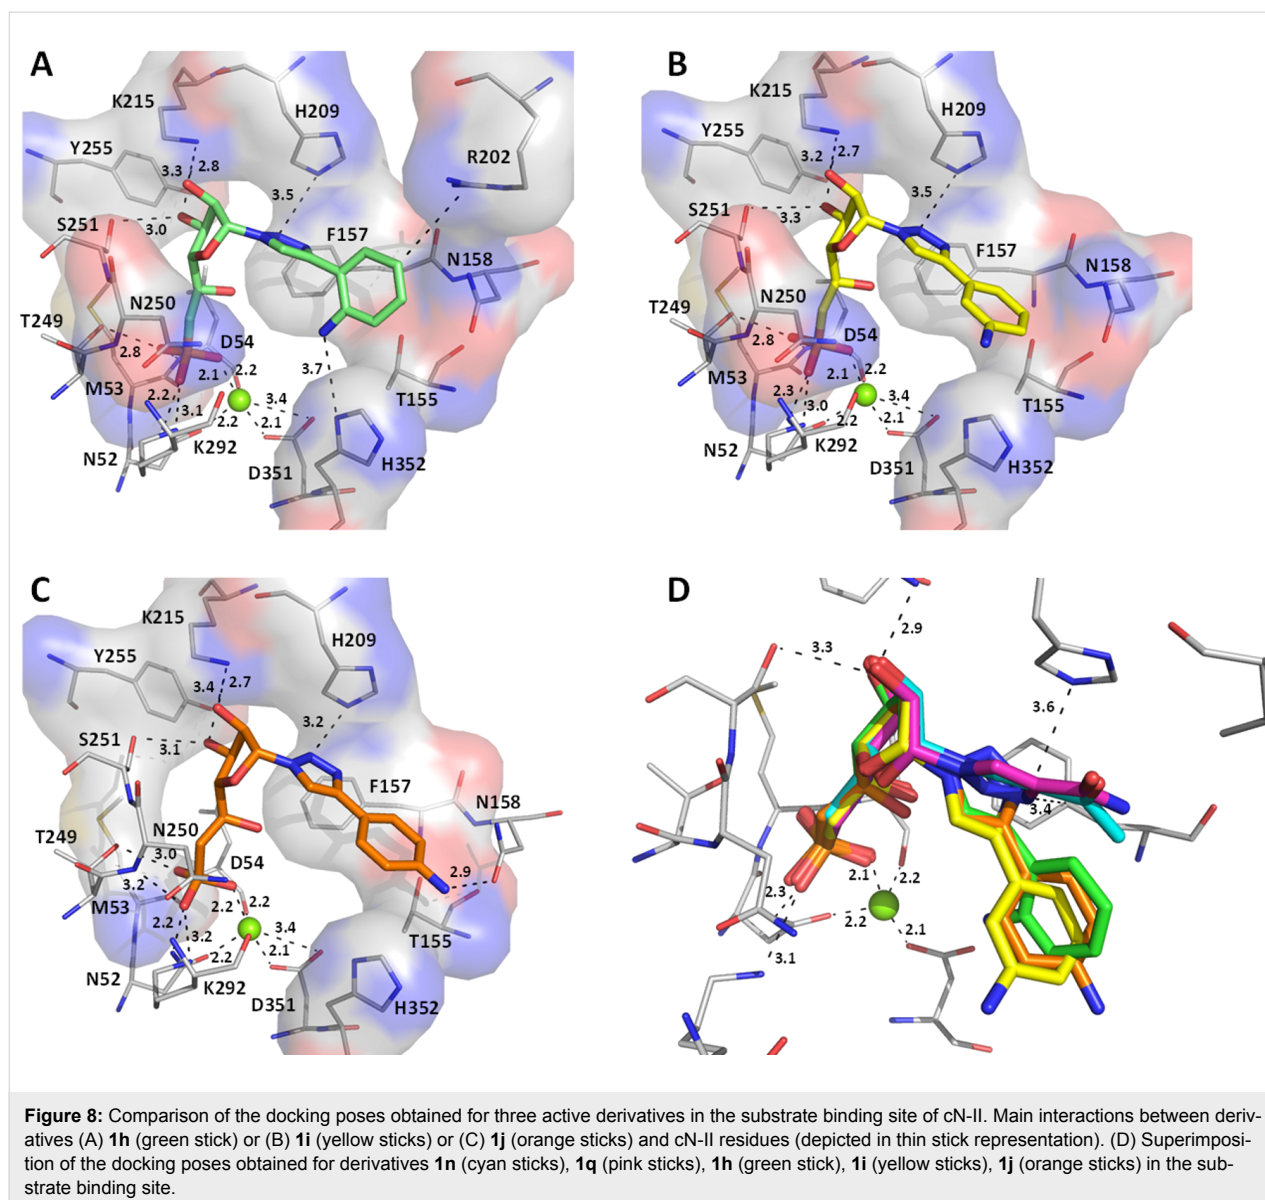 A
K215
H209
Y255
R202
3.3
2.8
3.5
S251
3.0
F157
N158
N250
T249
D54
2.8
2.2
2.1
M53
3.7
2.2
3.1
3.4
T155
2.2
2.1
N52
K292
D351
H352
B
K215
H209
Y255
3.2
2.7
3.5
S251
3.3
F157
N158
N250
T249
D54
2.8
2.2
2.1
M53
2.3
3.0
3.4
T155
2.2
2.1
N52
K292
D351
H352
C
K215
H209
Y255
3.4
2.7
3.2
S251
3.1
F157
N158
T249
N250
3.0
D54
2.9
3.2
M53
2.2
2.2
2.2
3.2
3.4
T155
2.2
2.1
N52
K292
D351
H352
D
2.9
3.3
3.6
3.4
2.1
2.2
2.3
2.2
2.1
3.1
Figure 8: Comparison of the docking poses obtained for three active derivatives in the substrate binding site of cN-II. Main interactions between deriv-
atives (A) 1h (green stick) or (B) 1i (yellow sticks) or (C) 1j (orange sticks) and cN-II residues (depicted in thin stick representation). (D) Superimposi-
tion of the docking poses obtained for derivatives 1n (cyan sticks), 1q (pink sticks), 1h (green stick), 1i (yellow sticks), 1j (orange sticks) in the sub-
strate binding site.